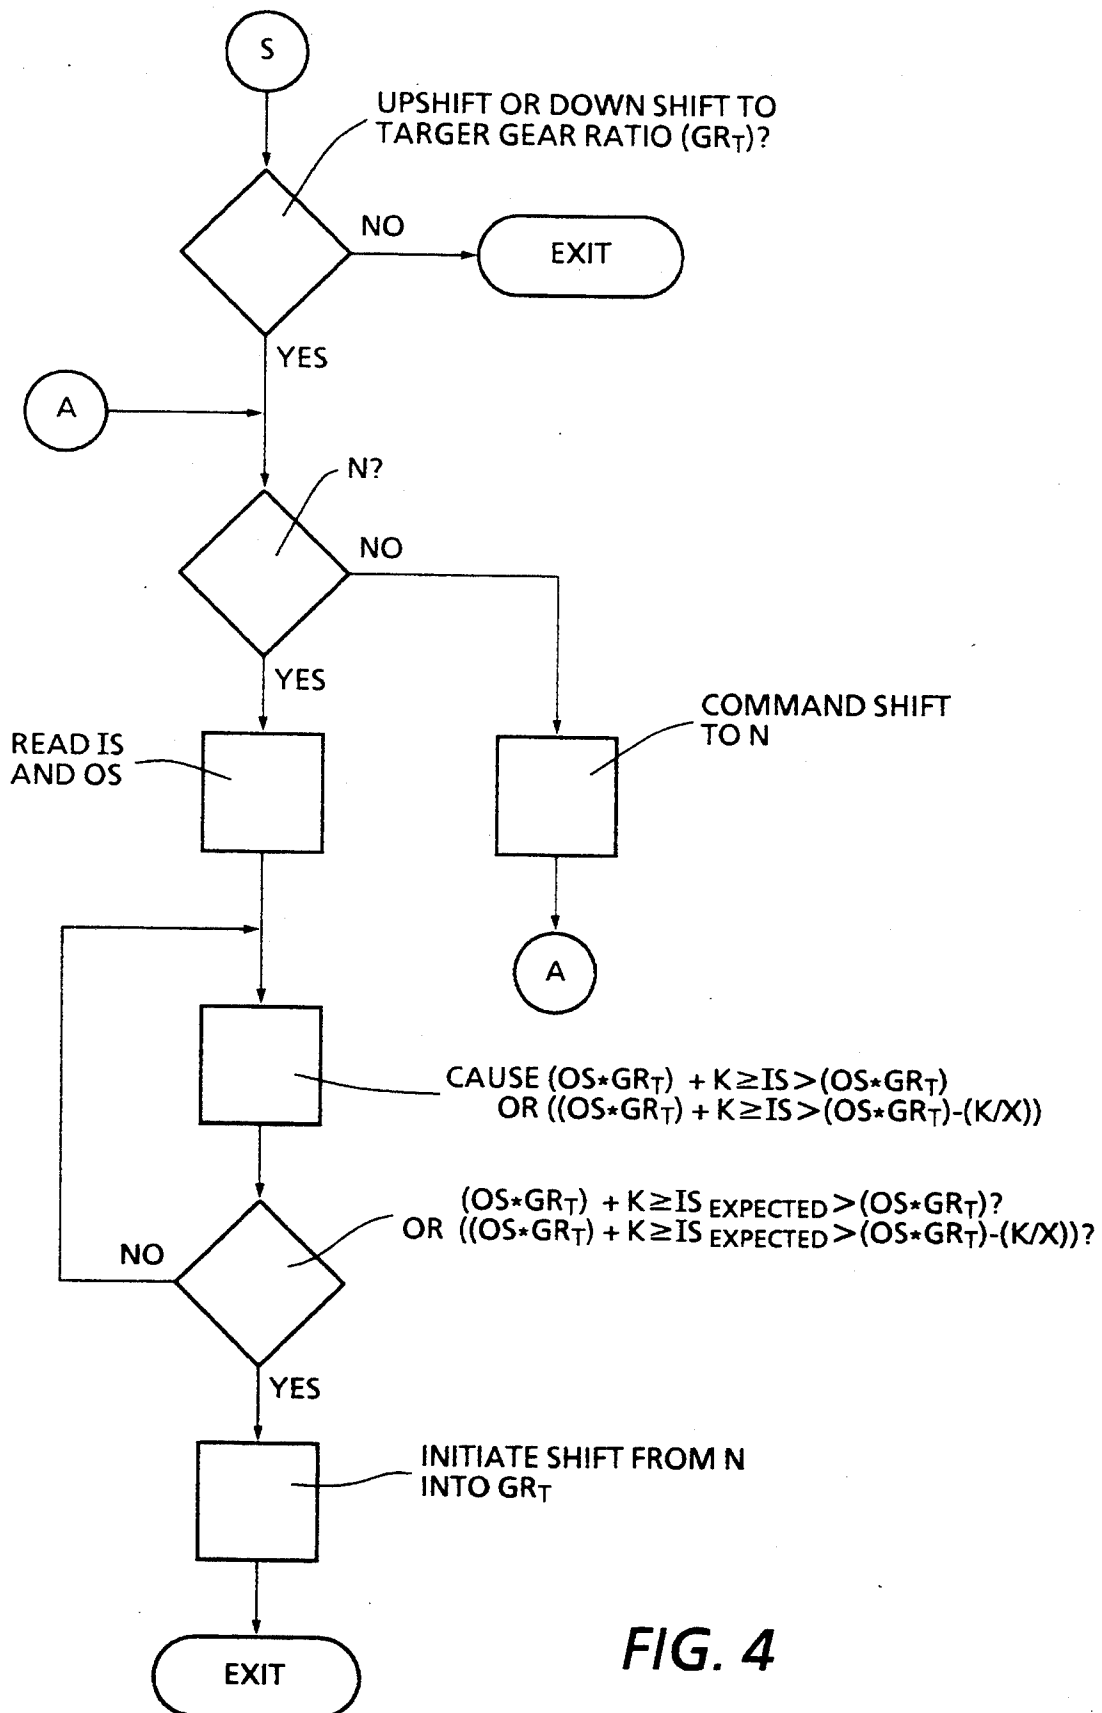 S
UPSHIFT OR DOWN SHIFT TO
TARGER GEAR RATIO (GRT)?
NO
EXIT
YES
A
N?
NO
YES
READ IS
AND OS
COMMAND SHIFT
TO N
A
CAUSE (OS*GRT) + K≥IS>(OS*GRT)
OR ((OS*GRT) + K≥IS>(OS*GRT)-(K/X))
(OS*GRT) + K≥IS EXPECTED>(OS*GRT)?
OR ((OS*GRT) + K≥IS EXPECTED>(OS*GRT)-(K/X))?
NO
YES
INITIATE SHIFT FROM N
INTO GRT
EXIT
FIG. 4